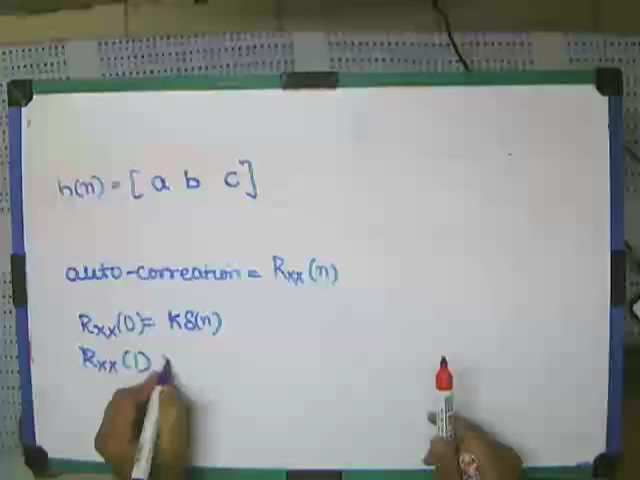 h(n) = [ a b c ]
auto-correation = Rxx (n)
Rxx(0) = Kδ(n)
Rxx(1)